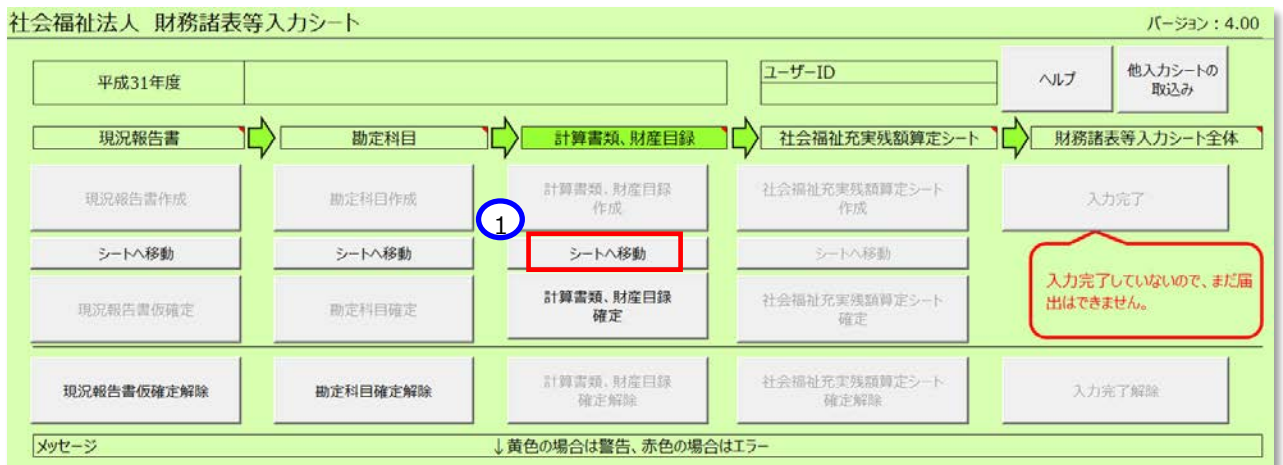 社会福祉法人 財務諸表等入力シート
バージョン:4.00
平成31年度
ユーザーID
ヘルプ
他入力シートの
取込み
現況報告書
勘定科目
計算書類、財産目録
社会福祉充実残額算定シート
財務諸表等入力シート全体
現況報告書作成
勘定科目作成
計算書類、財産目録
作成
社会福祉充実残額算定シート
作成
入力完了
1
シートへ移動
シートへ移動
シートへ移動
シートへ移動
入力完了していないので、まだ届
出はできません。
現況報告書仮確定
勘定科目確定
計算書類、財産目録
確定
社会福祉充実残額算定シート
確定
現況報告書仮確定解除
勘定科目確定解除
計算書類、財産目録
確定解除
社会福祉充実残額算定シート
確定解除
入力完了解除
メッセージ
↓黄色の場合は警告、赤色の場合はエラー